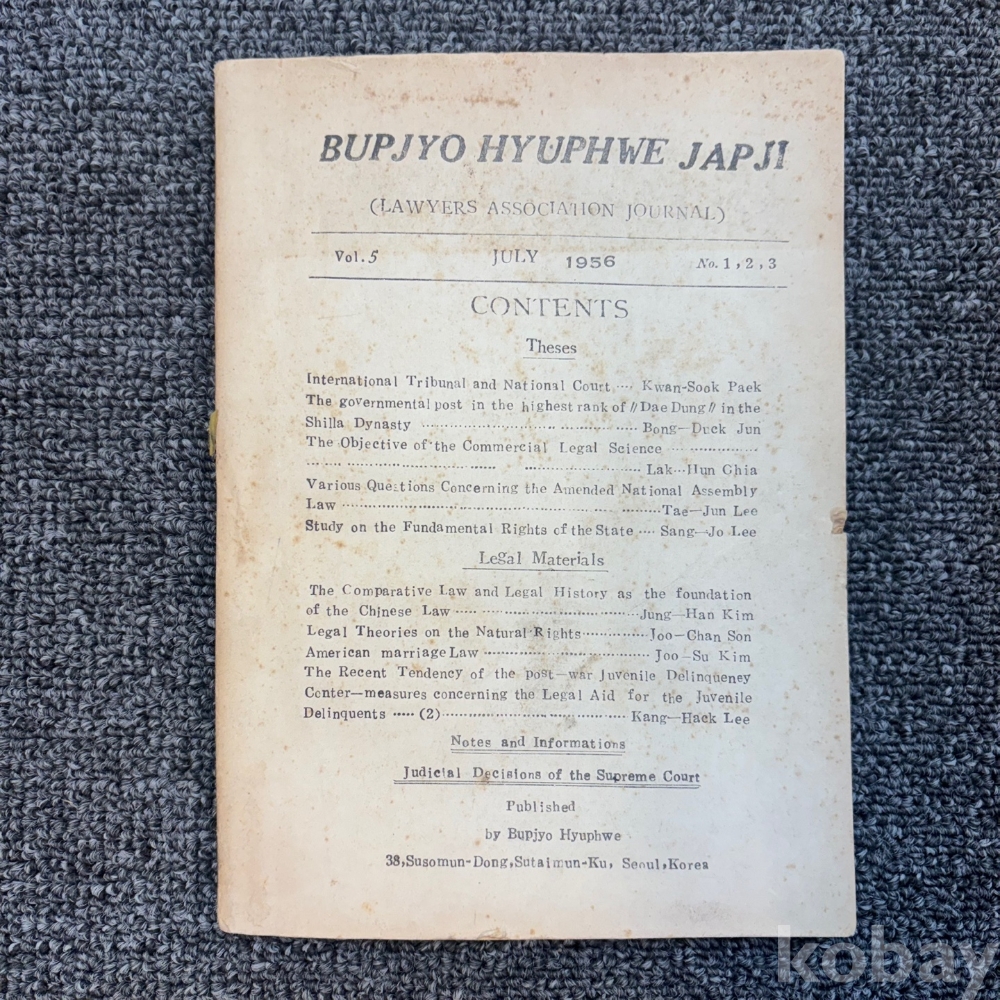 BUPJYO HYUPHWE JAPJI
(LAWYERS ASSOCIATION JOURNAL)
Vol. 5 JULY 1956 No. 1, 2, 3
CONTENTS
Theses
International Tribunal and National Court .... Kwan-Sook Paek
The governmental post in the highest rank of "Dae Dung" in the
Shilla Dynasty .................................... Bong-Duck Jun
The Objective of the Commercial Legal Science ..................
.................................................... Lak-Hun Chia
Various Questions Concerning the Amended National Assembly
Law ....................................................Tae-Jun Lee
Study on the Fundamental Rights of the State .... Sang-Jo Lee
Legal Materials
The Comparative Law and Legal History as the foundation
of the Chinese Law ..............................Jung-Han Kim
Legal Theories on the Natural Rights..............Joo-Chan Son
American marriage Law ............................ Joo-Su Kim
The Recent Tendency of the post-war Juvenile Delinqueney
Center-measures concerning the Legal Aid for the Juvenile
Delinquents ..... (2)................................ Kang-Hack Lee
Notes and Informations
Judicial Decisions of the Supreme Court
Published
by Bupjyo Hyuphwe
38, Susomun-Dong, Sutaimun-Ku, Seoul, Korea
kobay